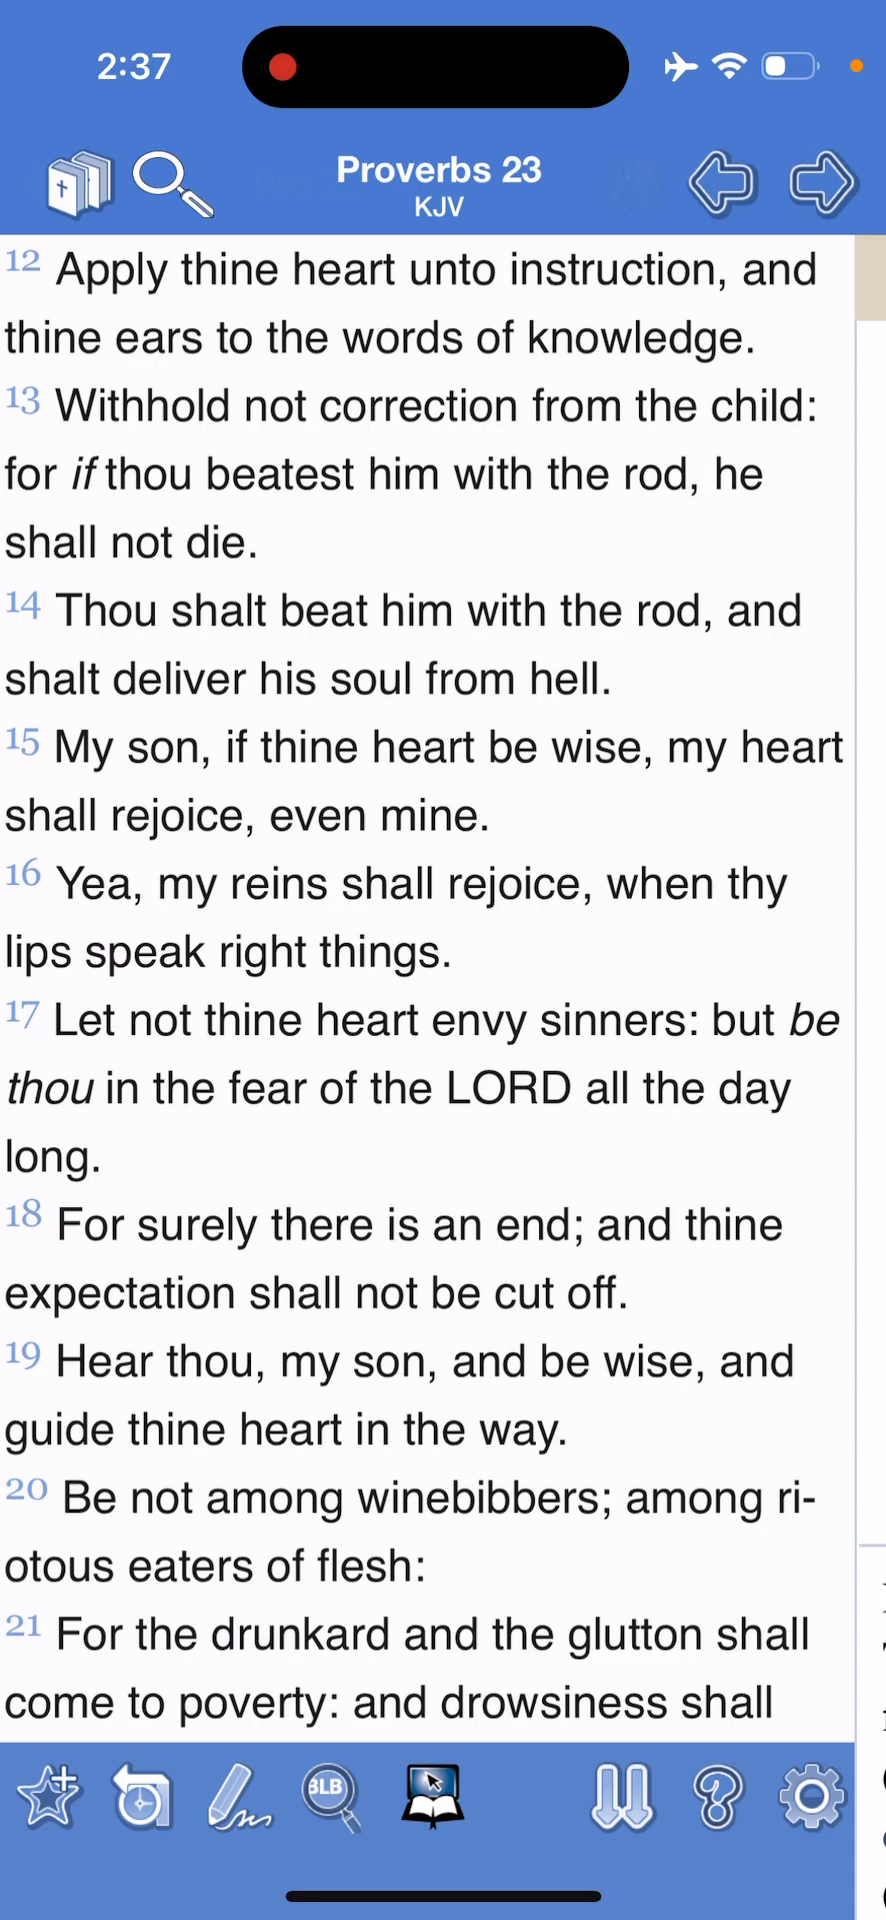 2:37
Proverbs 23
KJV
12 Apply thine heart unto instruction, and
thine ears to the words of knowledge.
13 Withhold not correction from the child:
for if thou beatest him with the rod, he
shall not die.
14 Thou shalt beat him with the rod, and
shalt deliver his soul from hell.
15 My son, if thine heart be wise, my heart
shall rejoice, even mine.
16 Yea, my reins shall rejoice, when thy
lips speak right things.
17 Let not thine heart envy sinners: but be
thou in the fear of the LORD all the day
long.
18 For surely there is an end; and thine
expectation shall not be cut off.
19 Hear thou, my son, and be wise, and
guide thine heart in the way.
20 Be not among winebibbers; among ri-
otous eaters of flesh:
21 For the drunkard and the glutton shall
come to poverty: and drowsiness shall
BLB